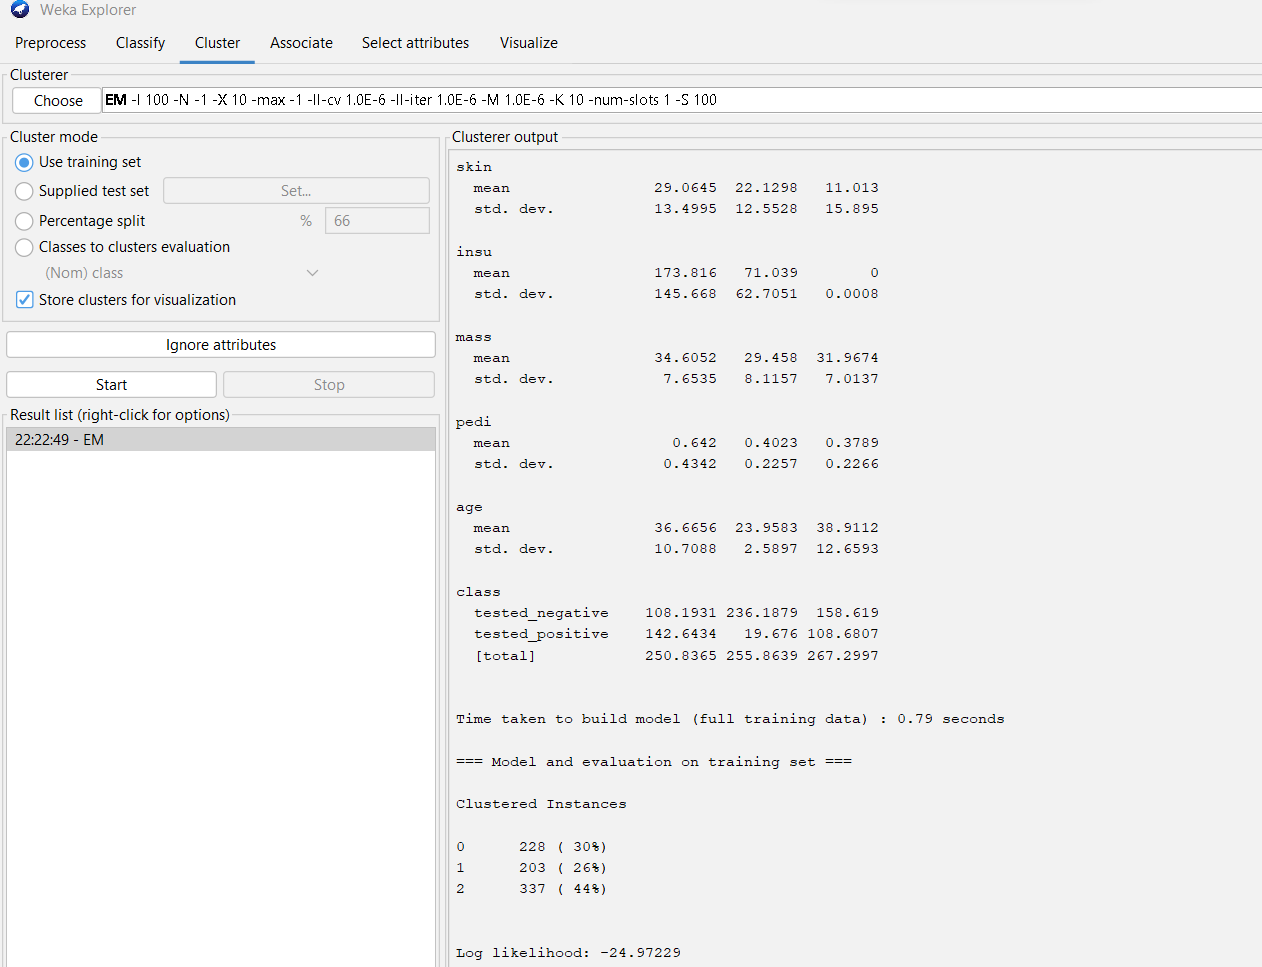 Weka Explorer
Preprocess Classify Cluster Associate Select attributes Visualize
Clusterer
Choose EM -I 100 -N -1 -X 10 -max -1 -ll-cv 1.0E-6 -ll-iter 1.0E-6 -M 1.0E-6 -K 10 -num-slots 1 -S 100
Cluster mode
Use training set
Supplied test set Set...
Percentage split % 66
Classes to clusters evaluation
(Nom) class
Store clusters for visualization
Ignore attributes
Start Stop
Result list (right-click for options)
22:22:49 - EM
Clusterer output
skin
mean 29.0645 22.1298 11.013
std. dev. 13.4995 12.5528 15.895
insu
mean 173.816 71.039 0
std. dev. 145.668 62.7051 0.0008
mass
mean 34.6052 29.458 31.9674
std. dev. 7.6535 8.1157 7.0137
pedi
mean 0.642 0.4023 0.3789
std. dev. 0.4342 0.2257 0.2266
age
mean 36.6656 23.9583 38.9112
std. dev. 10.7088 2.5897 12.6593
class
tested_negative 108.1931 236.1879 158.619
tested_positive 142.6434 19.676 108.6807
[total] 250.8365 255.8639 267.2997
Time taken to build model (full training data) : 0.79 seconds
=== Model and evaluation on training set ===
Clustered Instances
0 228 ( 30%)
1 203 ( 26%)
2 337 ( 44%)
Log likelihood: -24.97229